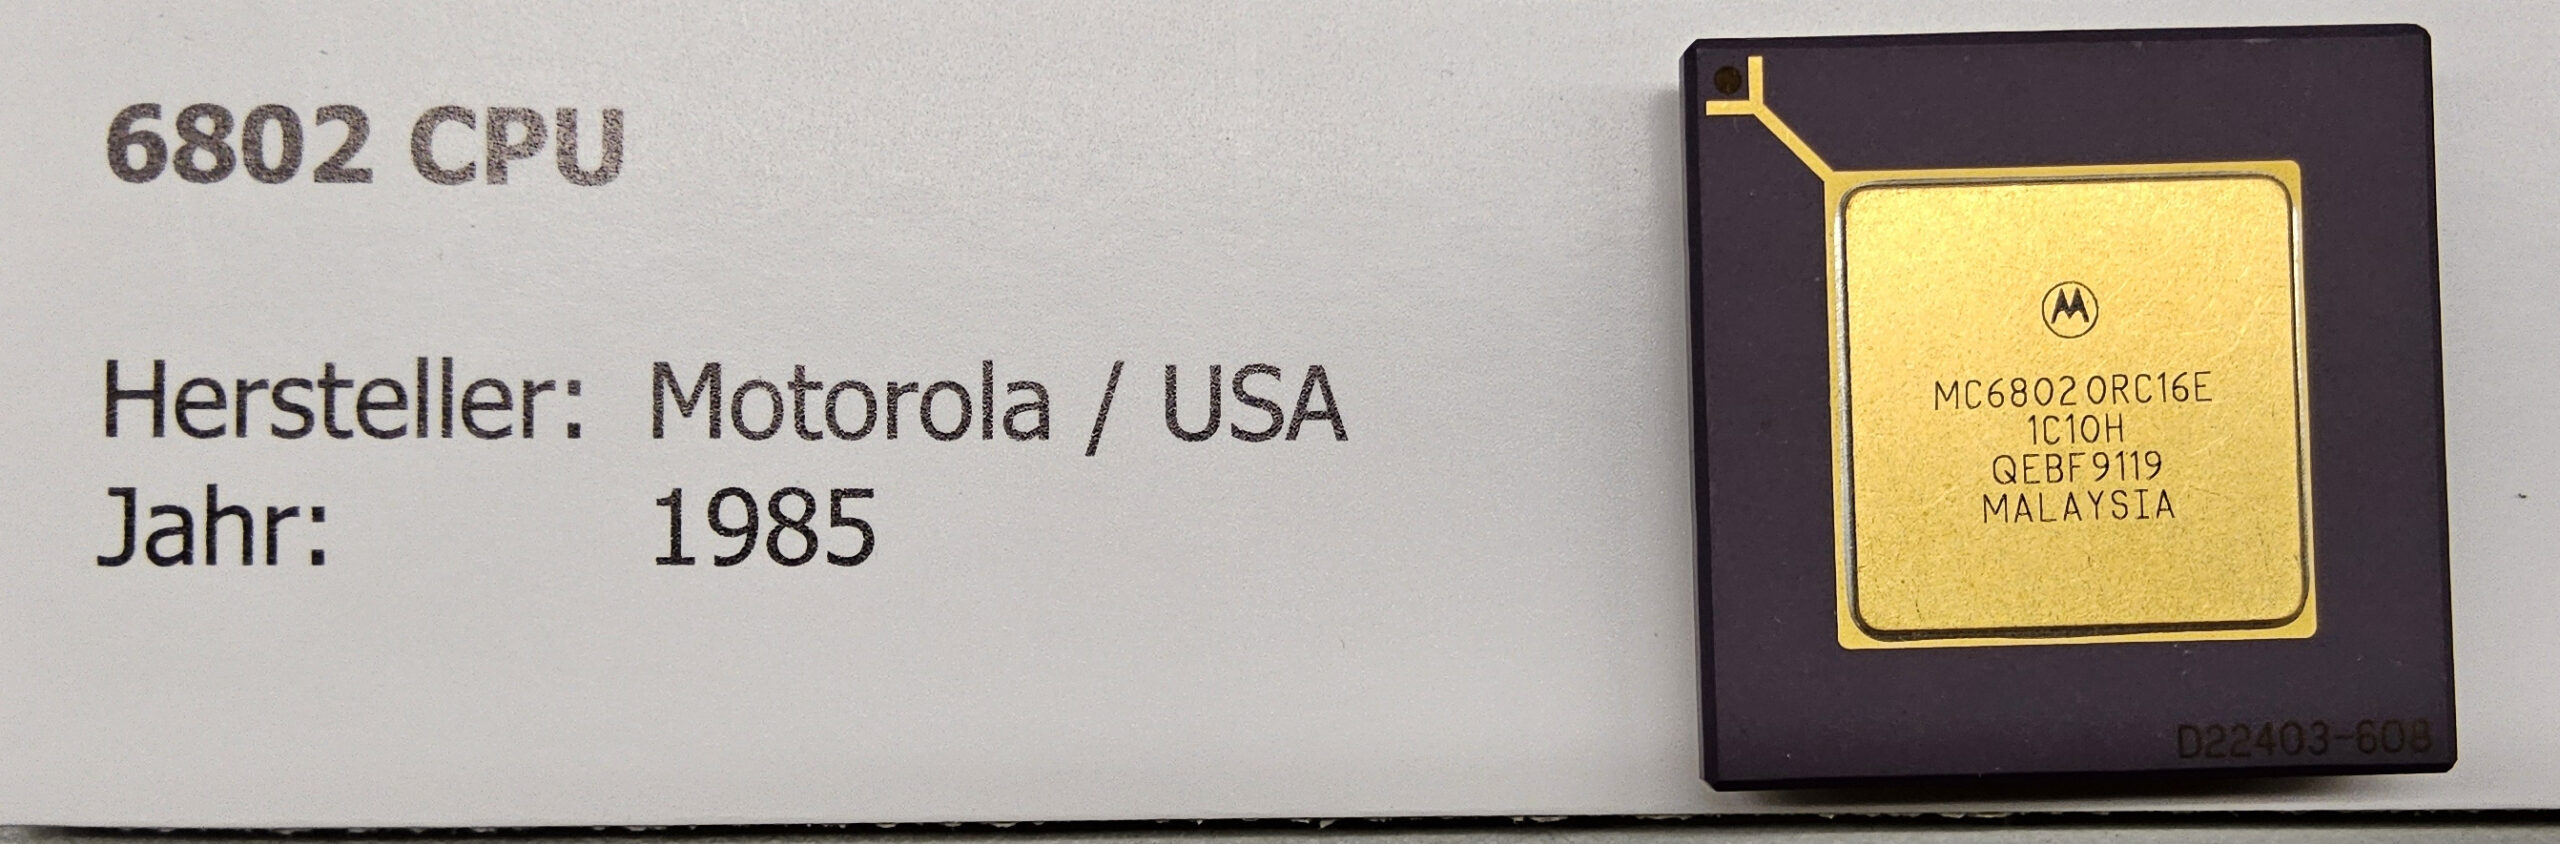 6802 CPU
Hersteller: Motorola / USA
Jahr: 1985
MC68020RC16E
1C10H
QEBF9119
MALAYSIA
D22403-608